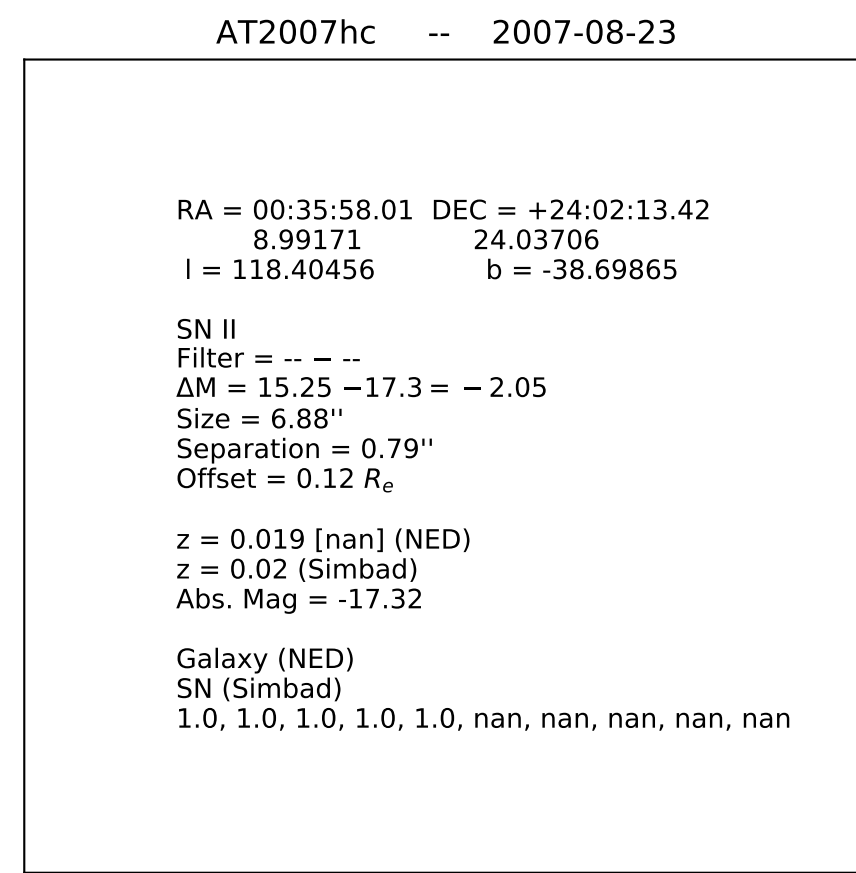 AT2007hc -- 2007-08-23
RA = 00:35:58.01 DEC = +24:02:13.42
8.99171 24.03706
l = 118.40456 b = -38.69865
SN II
Filter = -- − --
ΔM = 15.25 −17.3 = − 2.05
Size = 6.88''
Separation = 0.79''
Offset = 0.12 Rₑ
z = 0.019 [nan] (NED)
z = 0.02 (Simbad)
Abs. Mag = -17.32
Galaxy (NED)
SN (Simbad)
1.0, 1.0, 1.0, 1.0, 1.0, nan, nan, nan, nan, nan